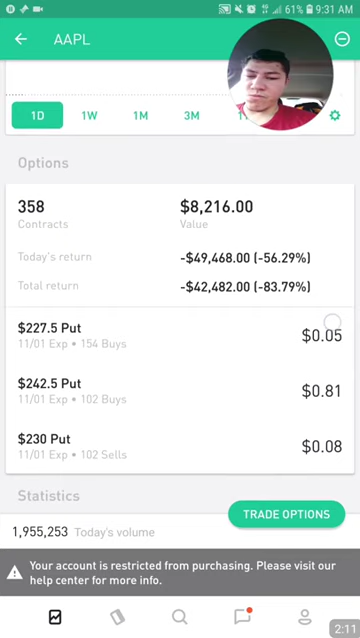 61% 9:31 AM
AAPL
1D 1W 1M 3M
Options
358 $8,216.00
Contracts Value
Today's return -$49,468.00 (-56.29%)
Total return -$42,482.00 (-83.79%)
$227.5 Put $0.05
11/01 Exp • 154 Buys
$242.5 Put $0.81
11/01 Exp • 102 Buys
$230 Put $0.08
11/01 Exp • 102 Sells
Statistics
TRADE OPTIONS
1,955,253 Today's volume
Your account is restricted from purchasing. Please visit our
help center for more info.
2:11